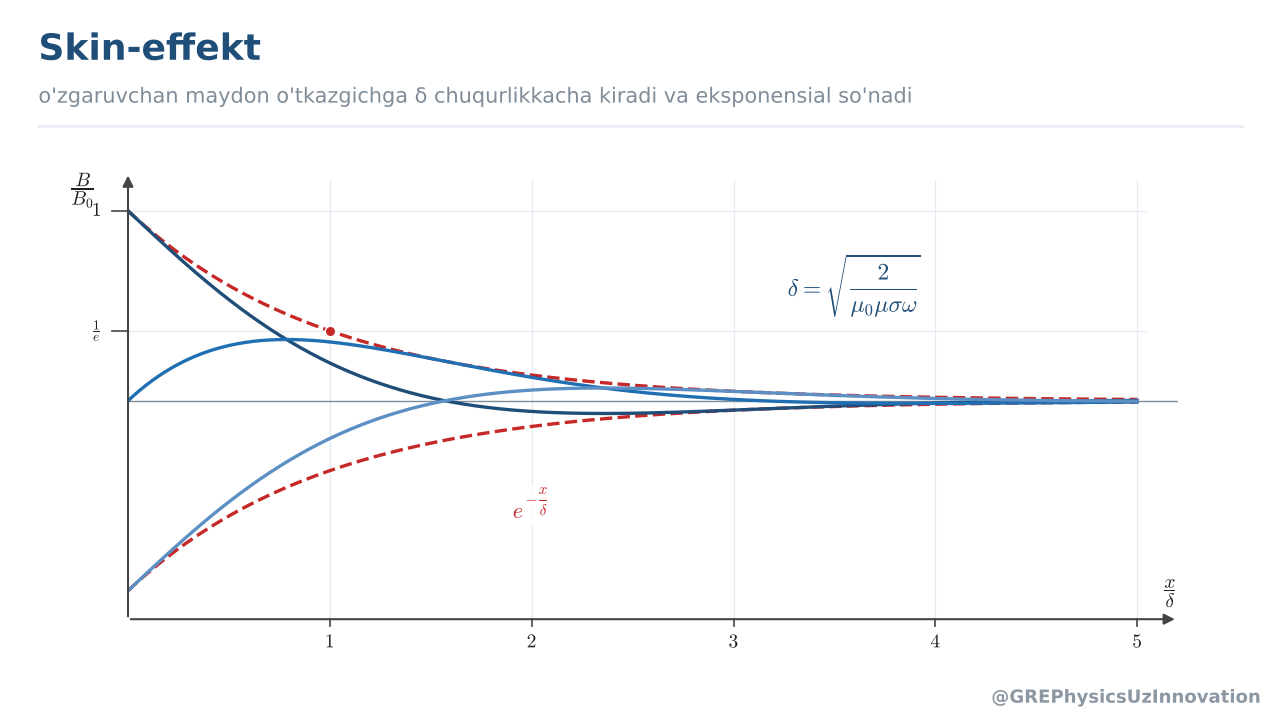 Skin-effekt
o'zgaruvchan maydon o'tkazgichga δ chuqurlikkacha kiradi va eksponensial so'nadi
B/B₀
1
1/e
δ = √(2/(μ₀μσω))
e^(−x/δ)
x/δ
1 2 3 4 5
@GREPhysicsUzInnovation